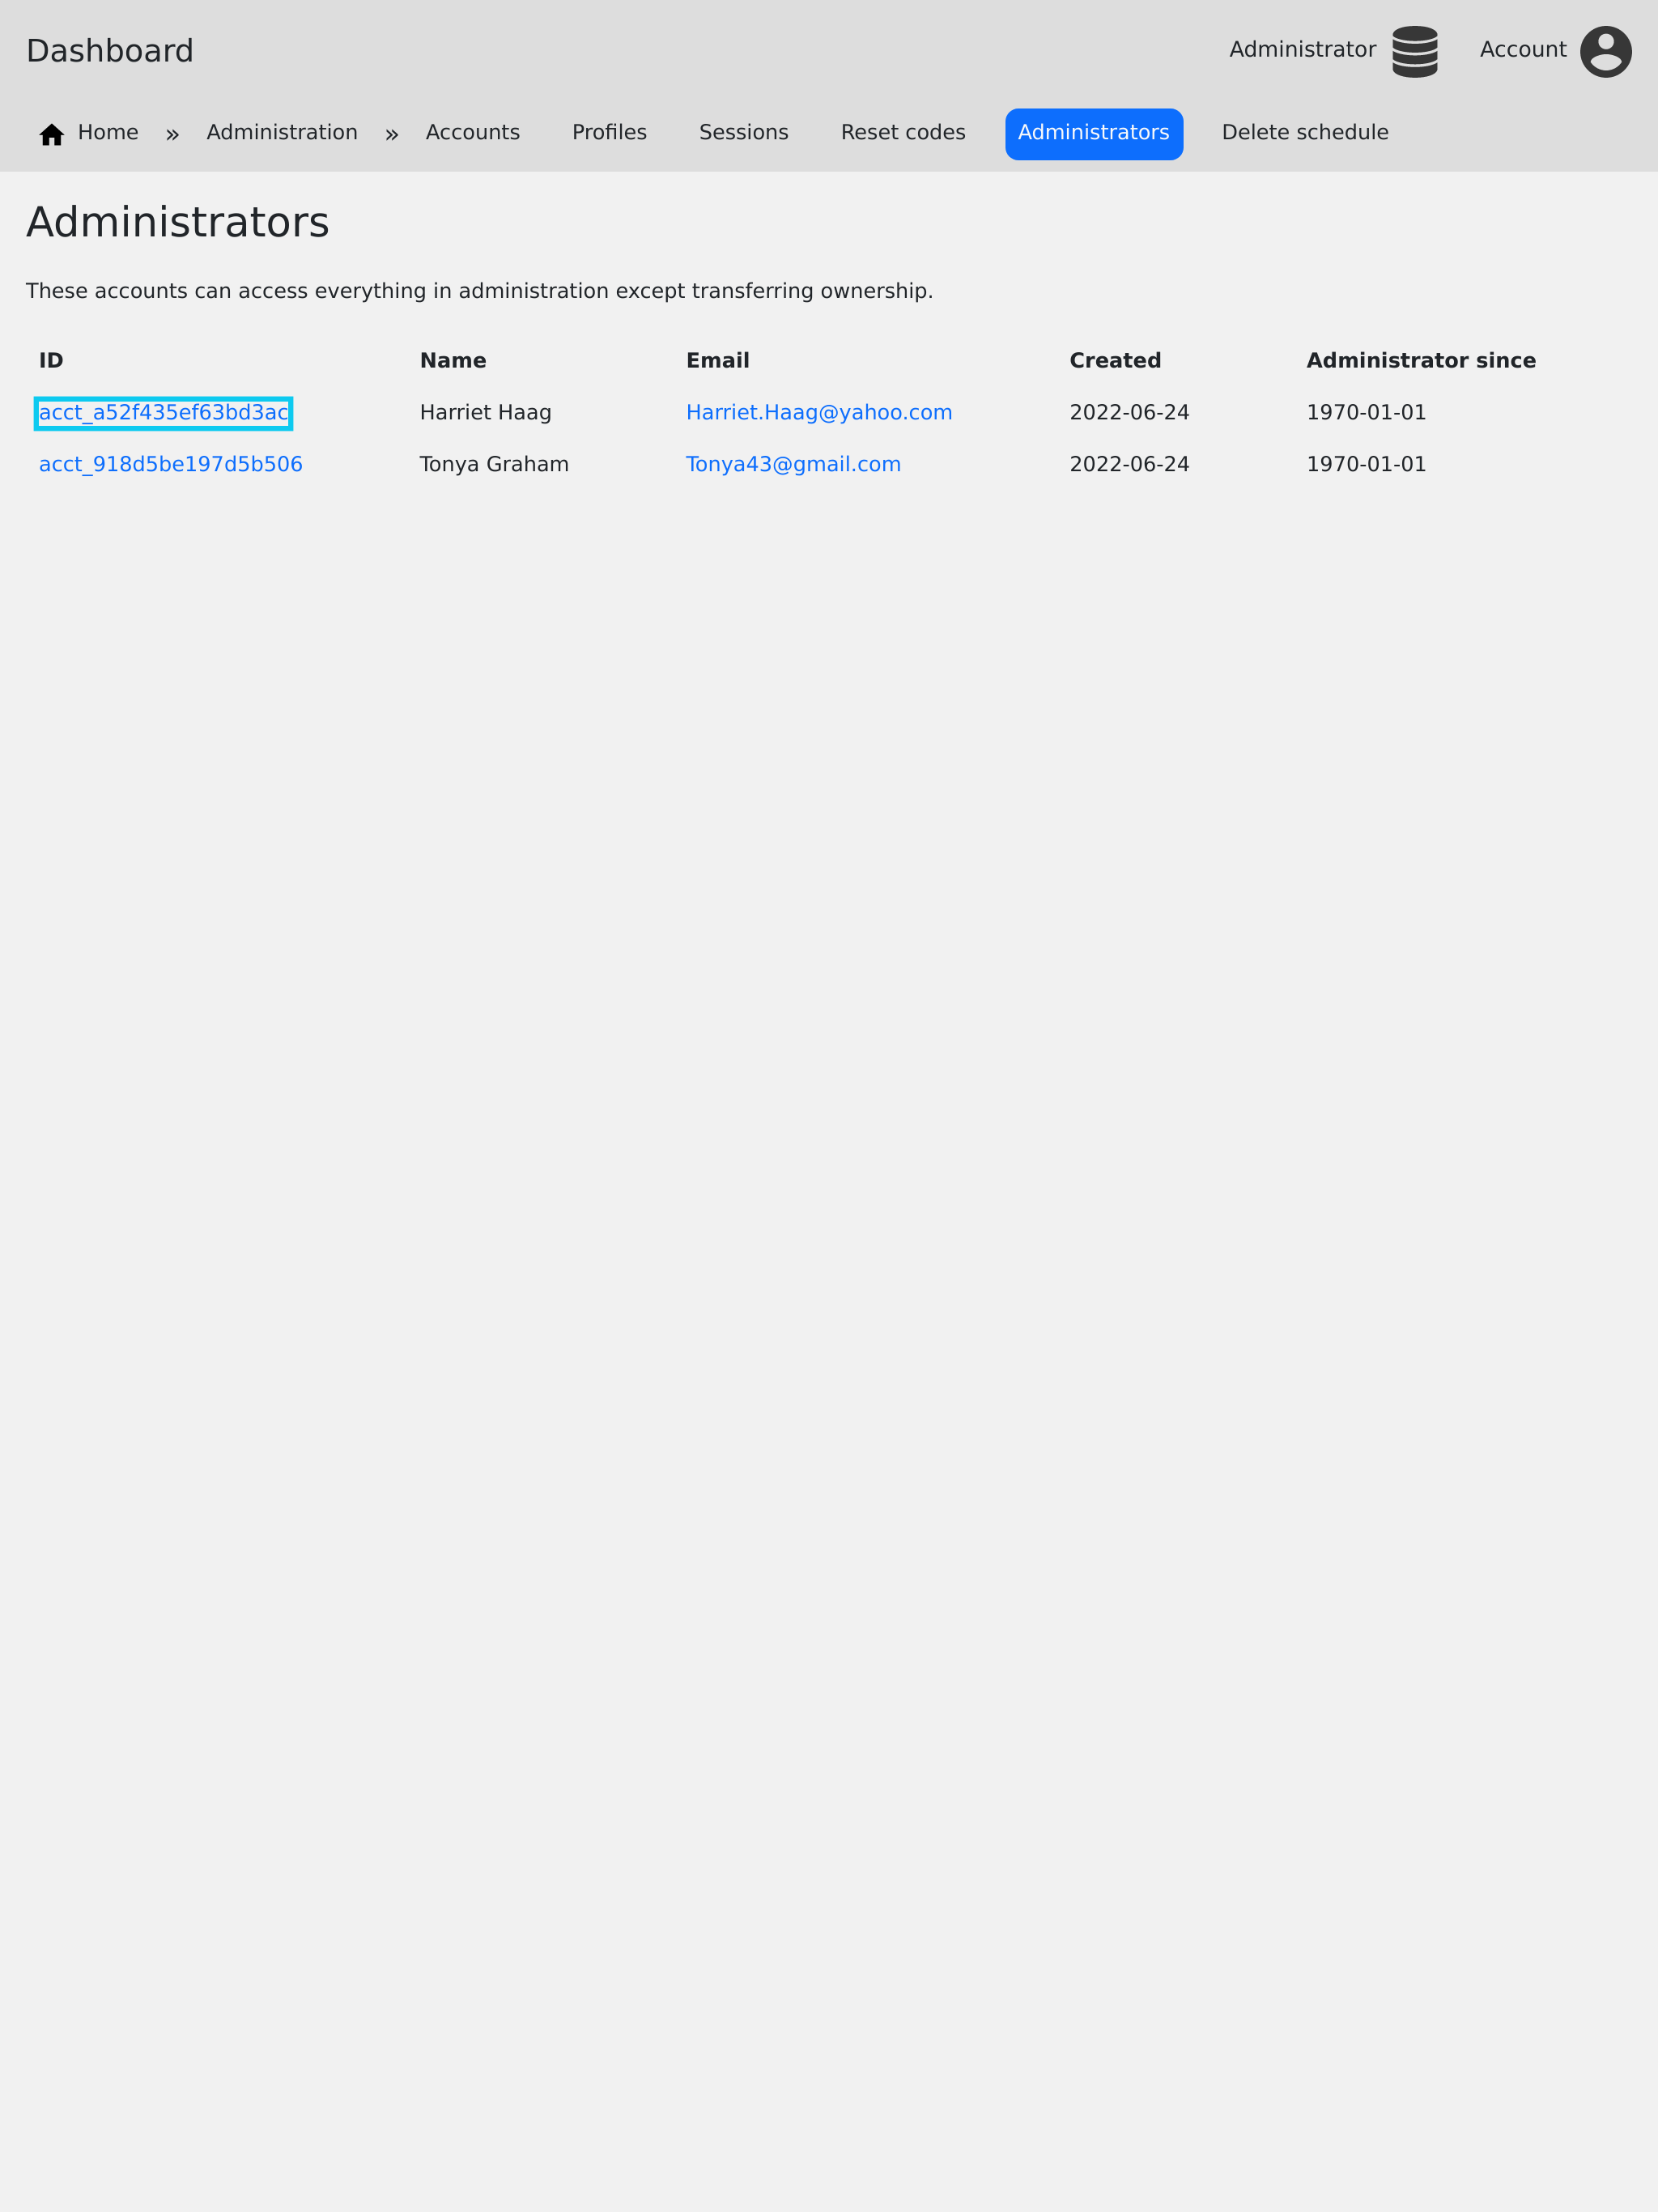 Dashboard
Administrator Account
Home » Administration » Accounts Profiles Sessions Reset codes Administrators Delete schedule
Administrators
These accounts can access everything in administration except transferring ownership.
ID Name Email Created Administrator since
acct_a52f435ef63bd3ac Harriet Haag Harriet.Haag@yahoo.com 2022-06-24 1970-01-01
acct_918d5be197d5b506 Tonya Graham Tonya43@gmail.com 2022-06-24 1970-01-01